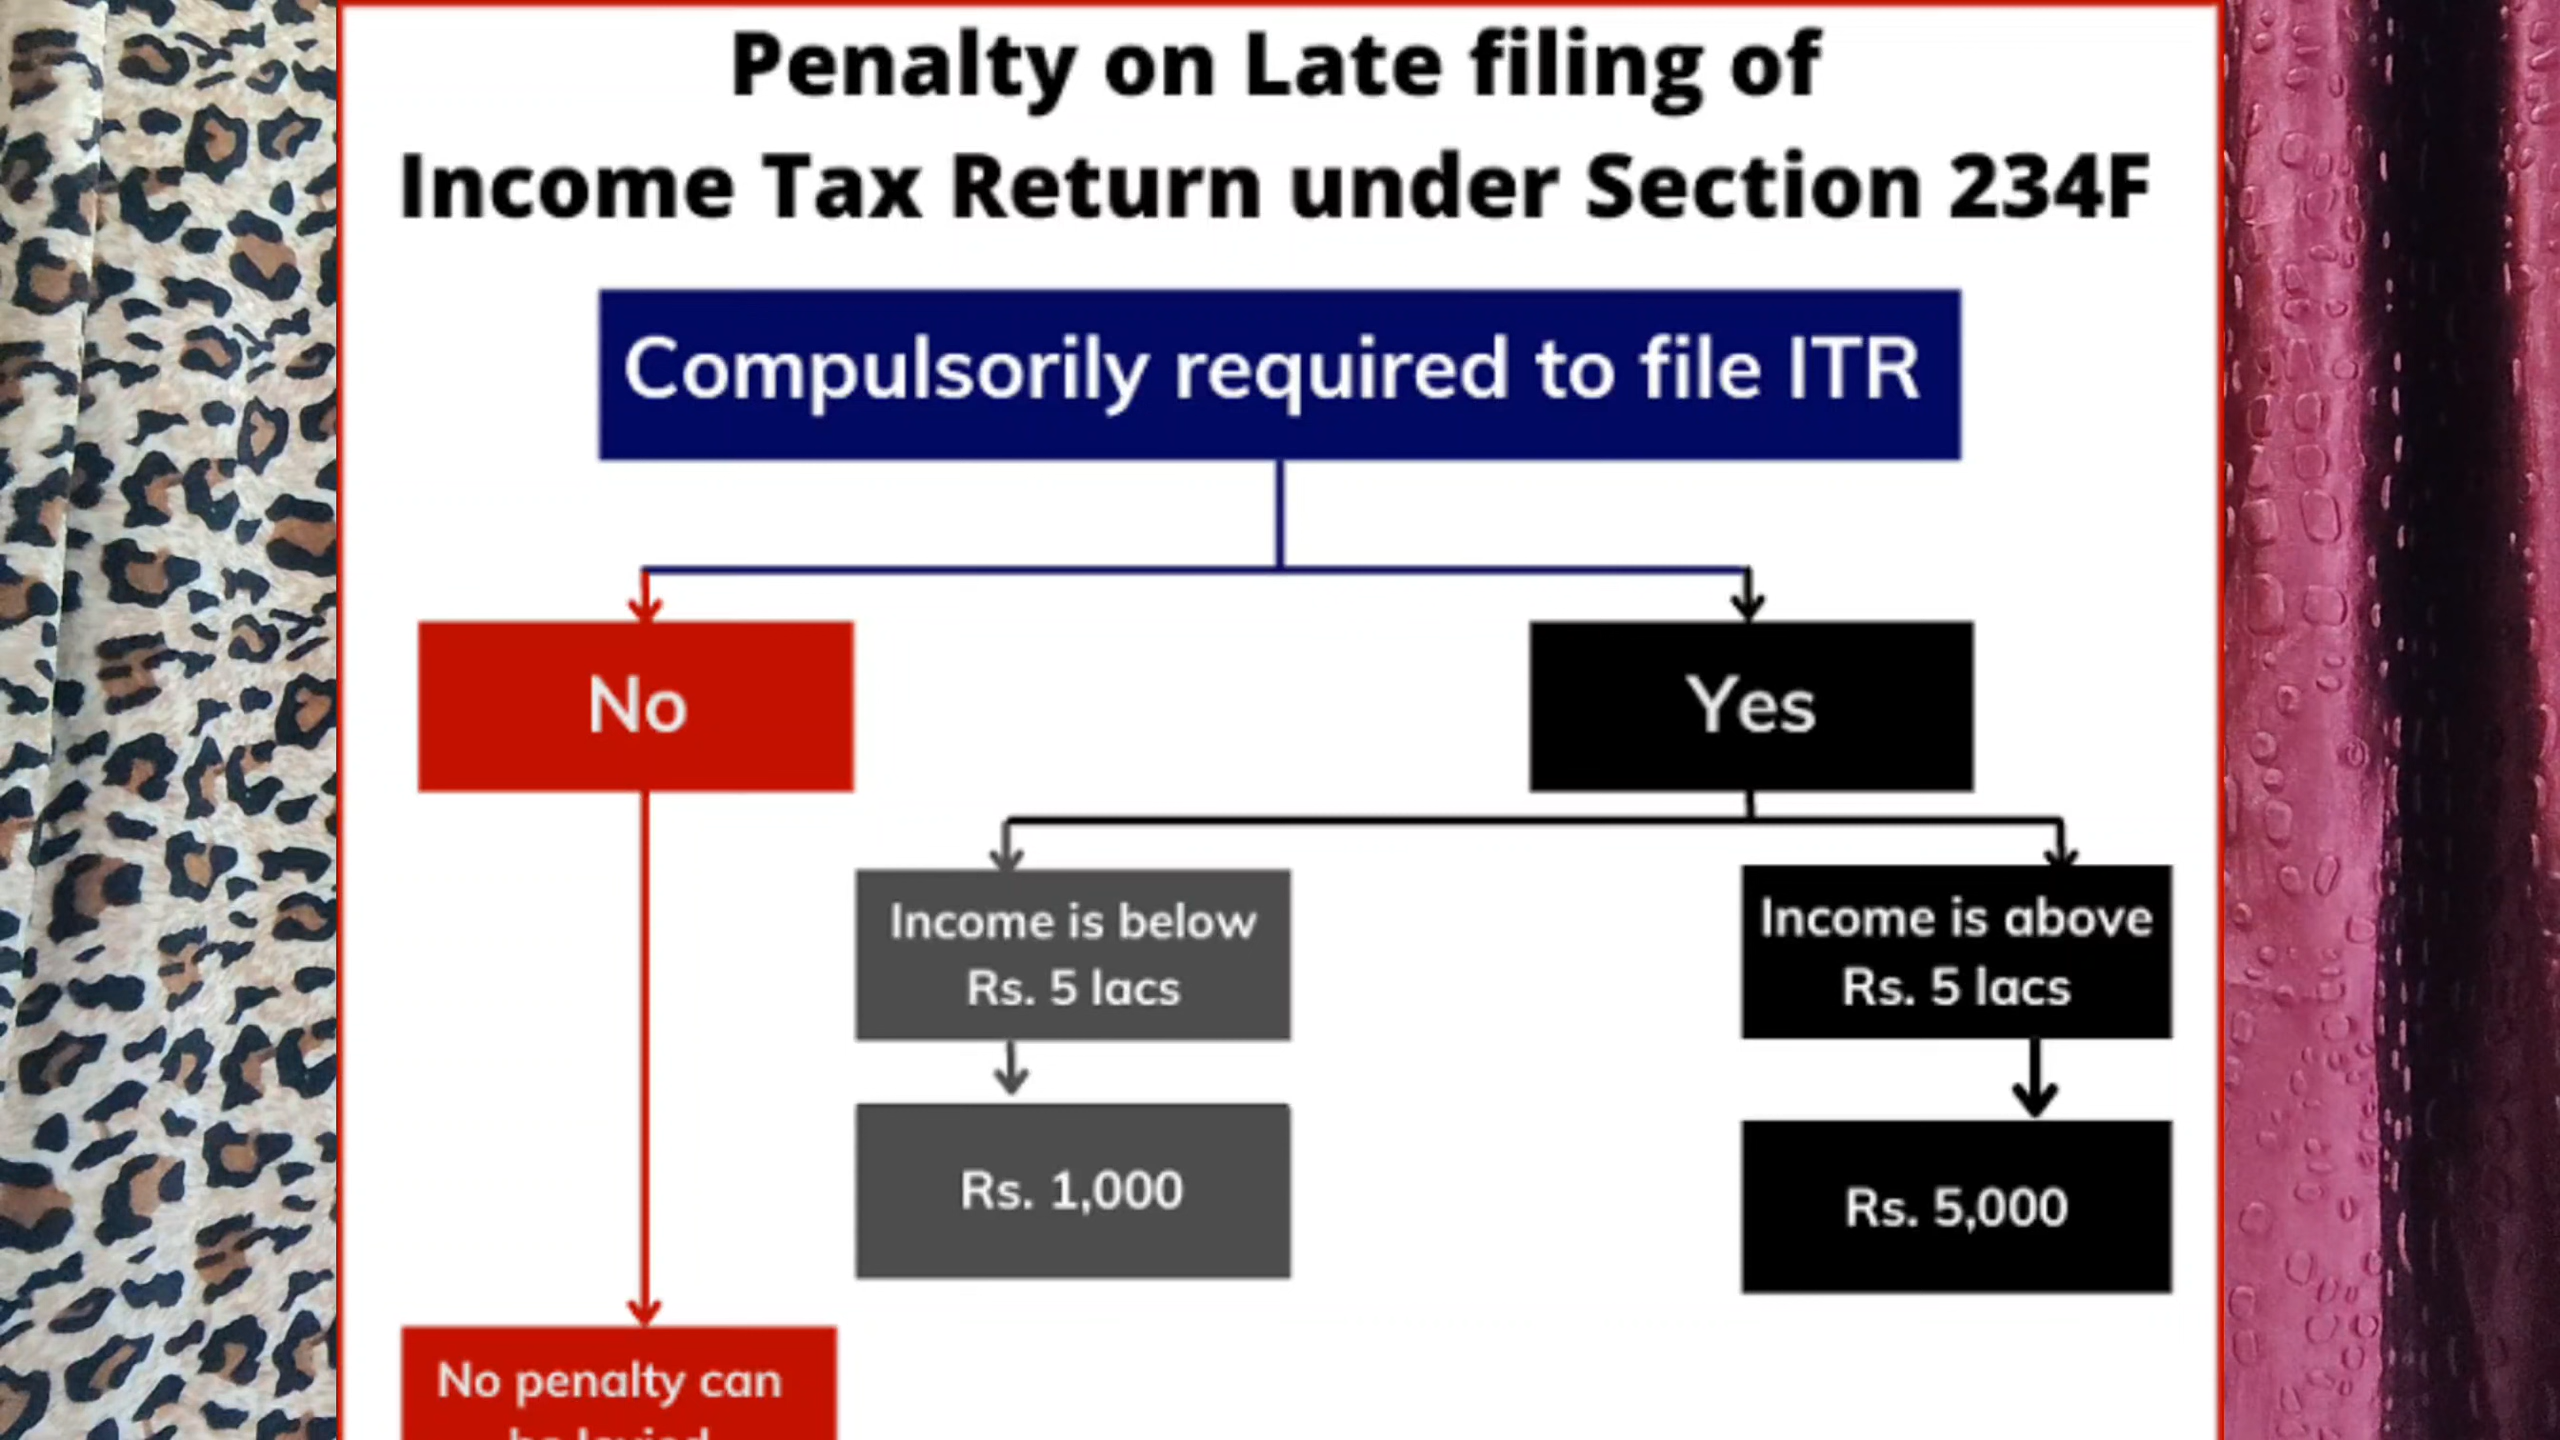 Penalty on Late filing of
Income Tax Return under Section 234F
Compulsorily required to file ITR
No
Yes
Income is below
Rs. 5 lacs
Income is above
Rs. 5 lacs
Rs. 1,000
Rs. 5,000
No penalty can
be levied